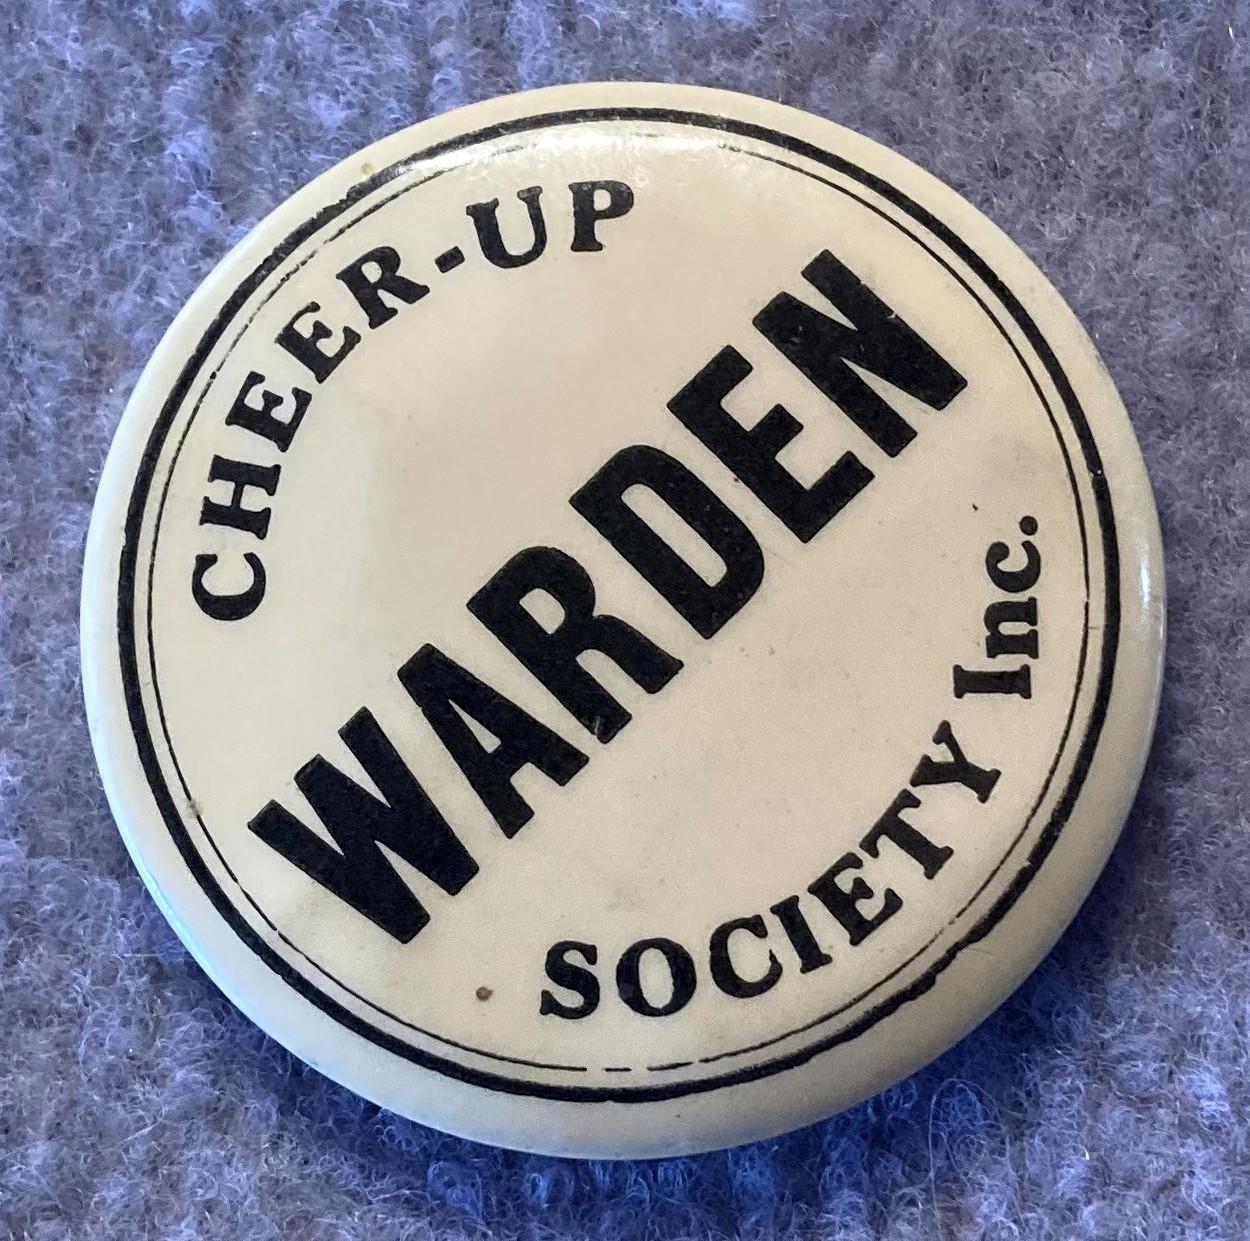 CHEER-UP
WARDEN
SOCIETY Inc.